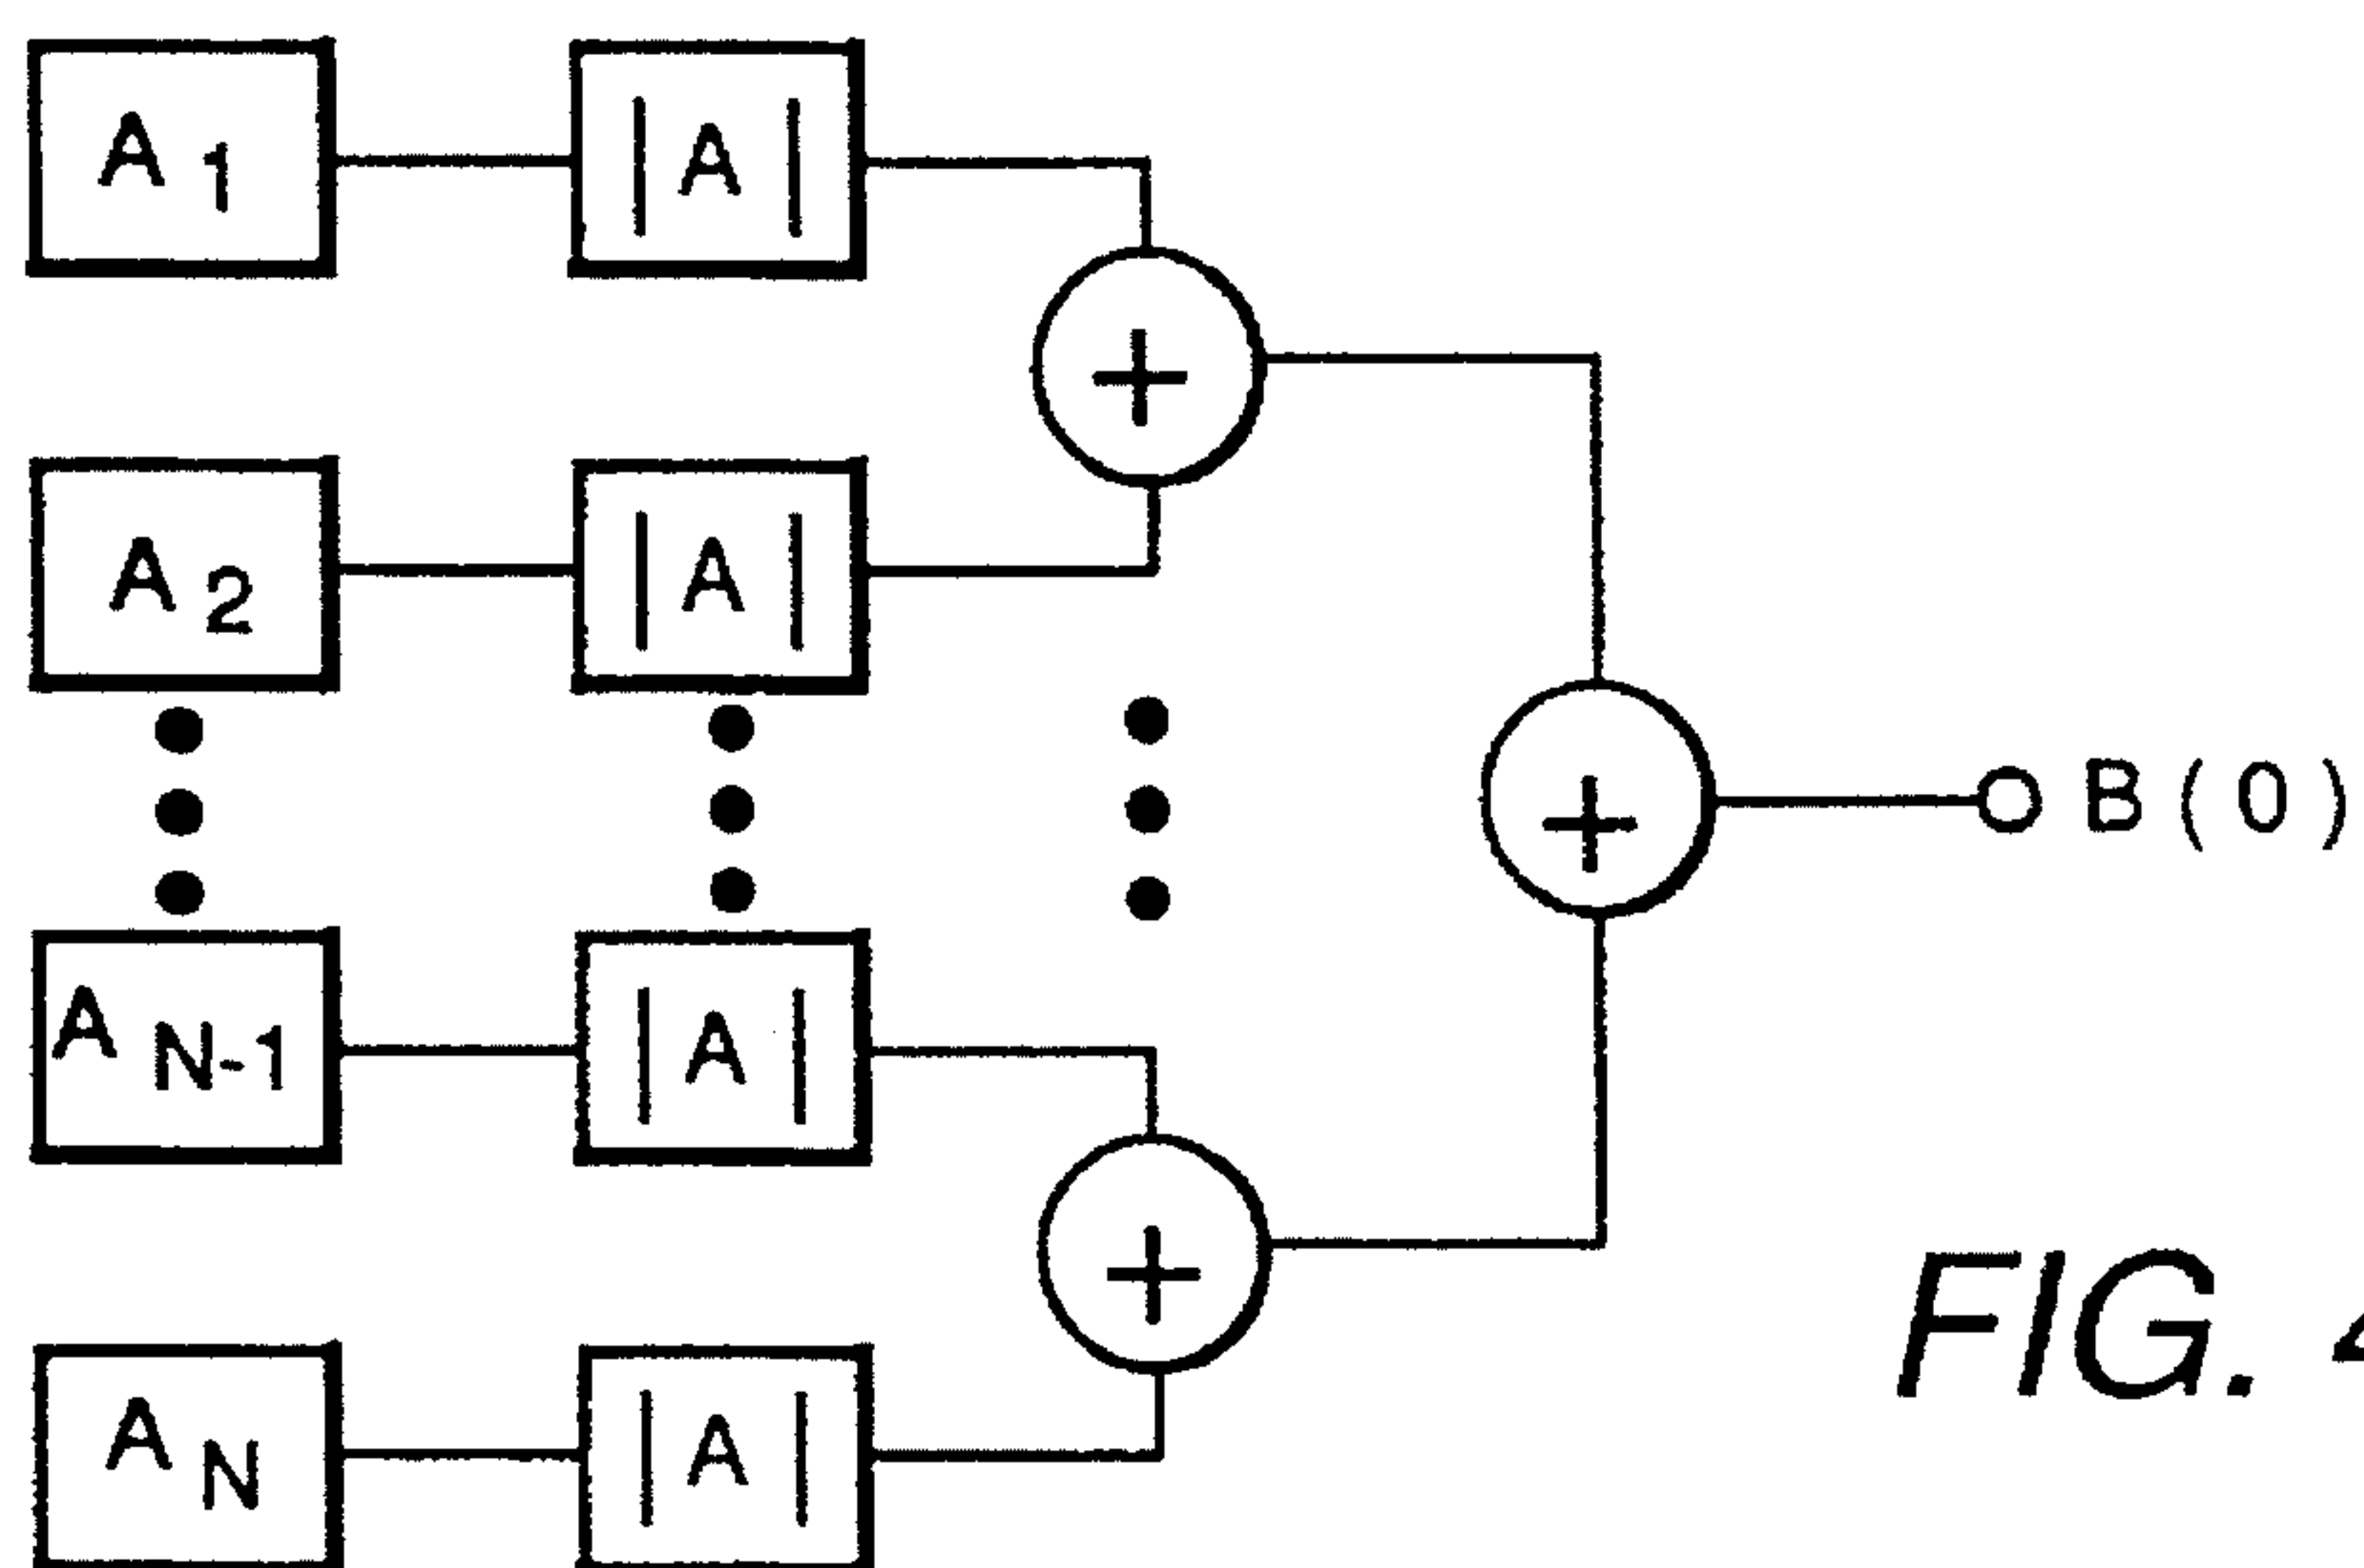 A 1 | A |
+
A 2 | A |
+ B ( 0 )
A N-1 | A |
+
FIG.
A N | A |